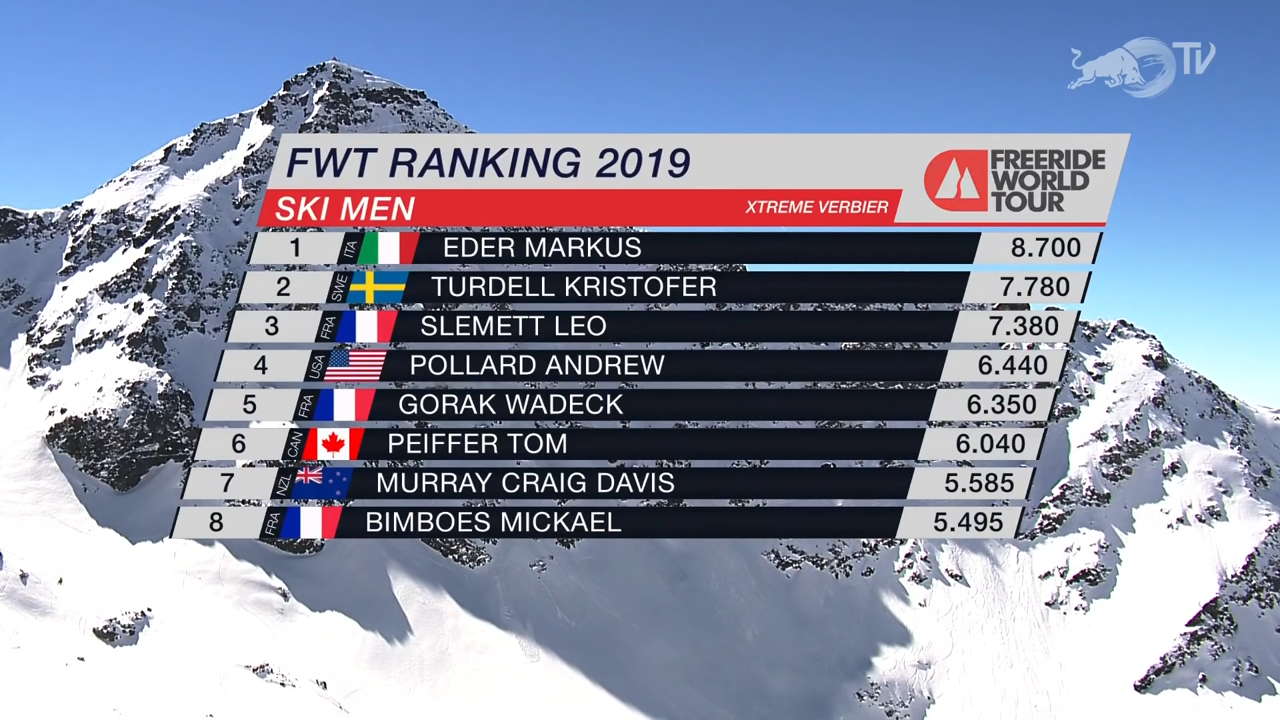 TV
FWT RANKING 2019
FREERIDE
WORLD
TOUR
SKI MEN XTREME VERBIER
1 ITA EDER MARKUS 8.700
2 SWE TURDELL KRISTOFER 7.780
3 FRA SLEMETT LEO 7.380
4 USA POLLARD ANDREW 6.440
5 FRA GORAK WADECK 6.350
6 CAN PEIFFER TOM 6.040
7 NZL MURRAY CRAIG DAVIS 5.585
8 FRA BIMBOES MICKAEL 5.495